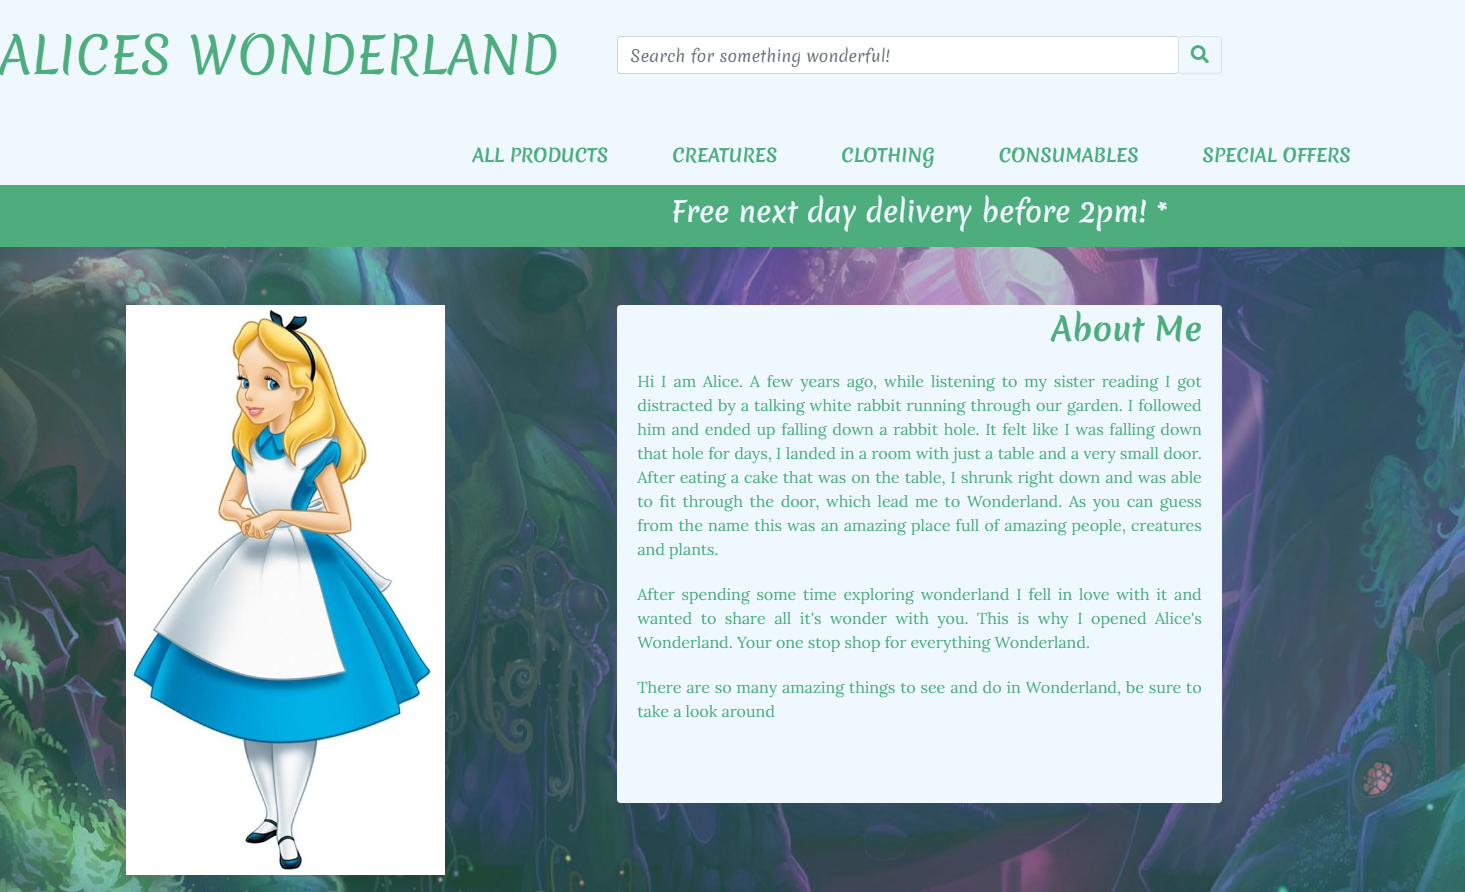 ALICES WONDERLAND
Search for something wonderful!
ALL PRODUCTS CREATURES CLOTHING CONSUMABLES SPECIAL OFFERS
Free next day delivery before 2pm! *
About Me
Hi I am Alice. A few years ago, while listening to my sister reading I got
distracted by a talking white rabbit running through our garden. I followed
him and ended up falling down a rabbit hole. It felt like I was falling down
that hole for days, I landed in a room with just a table and a very small door.
After eating a cake that was on the table, I shrunk right down and was able
to fit through the door, which lead me to Wonderland. As you can guess
from the name this was an amazing place full of amazing people, creatures
and plants.
After spending some time exploring wonderland I fell in love with it and
wanted to share all it's wonder with you. This is why I opened Alice's
Wonderland. Your one stop shop for everything Wonderland.
There are so many amazing things to see and do in Wonderland, be sure to
take a look around